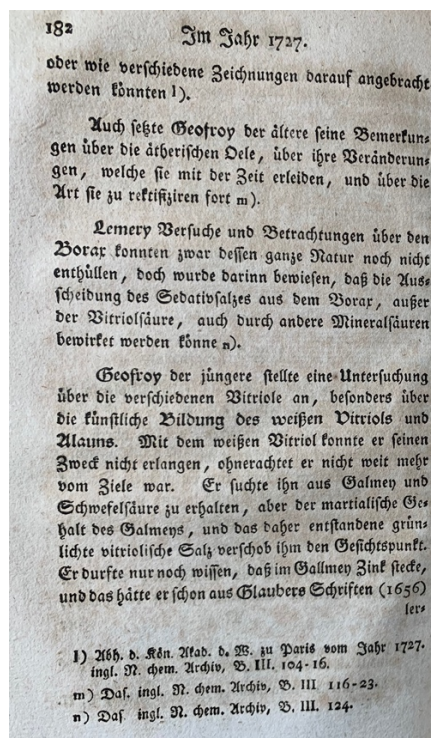 182
Im Jahr 1727.
oder wie verschiedene Zeichnungen darauf angebracht
werden könnten l).
Auch setzte Geofroy der ältere seine Bemerkun-
gen über die ätherischen Oele, über ihre Veränderun-
gen, welche sie mit der Zeit erleiden, und über die
Art sie zu rektifiziren fort m).
Lemery Versuche und Betrachtungen über den
Borax konnten zwar dessen ganze Natur noch nicht
enthüllen, doch wurde darinn bewiesen, daß die Aus-
scheidung des Sedativsalzes aus dem Borax, außer
der Vitriolsäure, auch durch andere Mineralsäuren
bewirket werden könne n).
Geofroy der jüngere stellte eine Untersuchung
über die verschiedenen Vitriole an, besonders über
die künstliche Bildung des weißen Vitriols und
Alauns. Mit dem weißen Vitriol konnte er seinen
Zweck nicht erlangen, ohnerachtet er nicht weit mehr
vom Ziele war. Er suchte ihn aus Galmey und
Schwefelsäure zu erhalten, aber der martialische Ge-
halt des Galmeys, und das daher entstandene grün-
lichte vitriolische Salz verschob ihm den Gesichtspunkt.
Er durfte nur noch wissen, daß im Gallmey Zink stecke,
und das hätte er schon aus Glaubers Schriften (1656)
ler-
l) Abh. d. Kön. Akad. d. W. zu Paris vom Jahr 1727.
ingl. N. chem. Archiv, B. III. 104-16.
m) Das. ingl. N. chem. Archiv, B. III 116-23.
n) Das. ingl. N. chem. Archiv, B. III. 124.